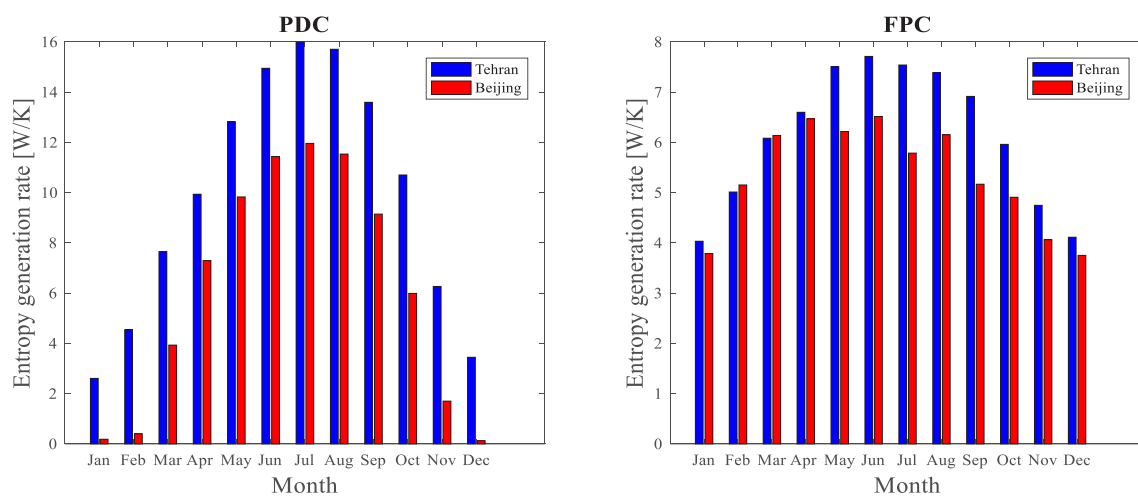 PDC
Entropy generation rate [W/K]
16
14
12
10
8
6
4
2
0
Tehran
Beijing
Jan Feb Mar Apr May Jun Jul Aug Sep Oct Nov Dec
Month
FPC
Entropy generation rate [W/K]
8
7
6
5
4
3
2
1
0
Tehran
Beijing
Jan Feb Mar Apr May Jun Jul Aug Sep Oct Nov Dec
Month